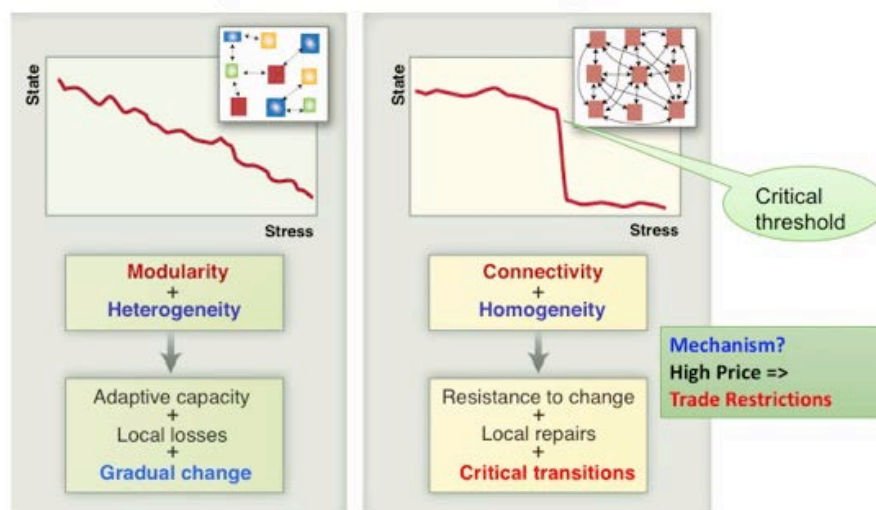 State
Stress
Modularity
+
Heterogeneity
Adaptive capacity
+
Local losses
+
Gradual change
State
Stress
Critical
threshold
Connectivity
+
Homogeneity
Resistance to change
+
Local repairs
+
Critical transitions
Mechanism?
High Price =>
Trade Restrictions